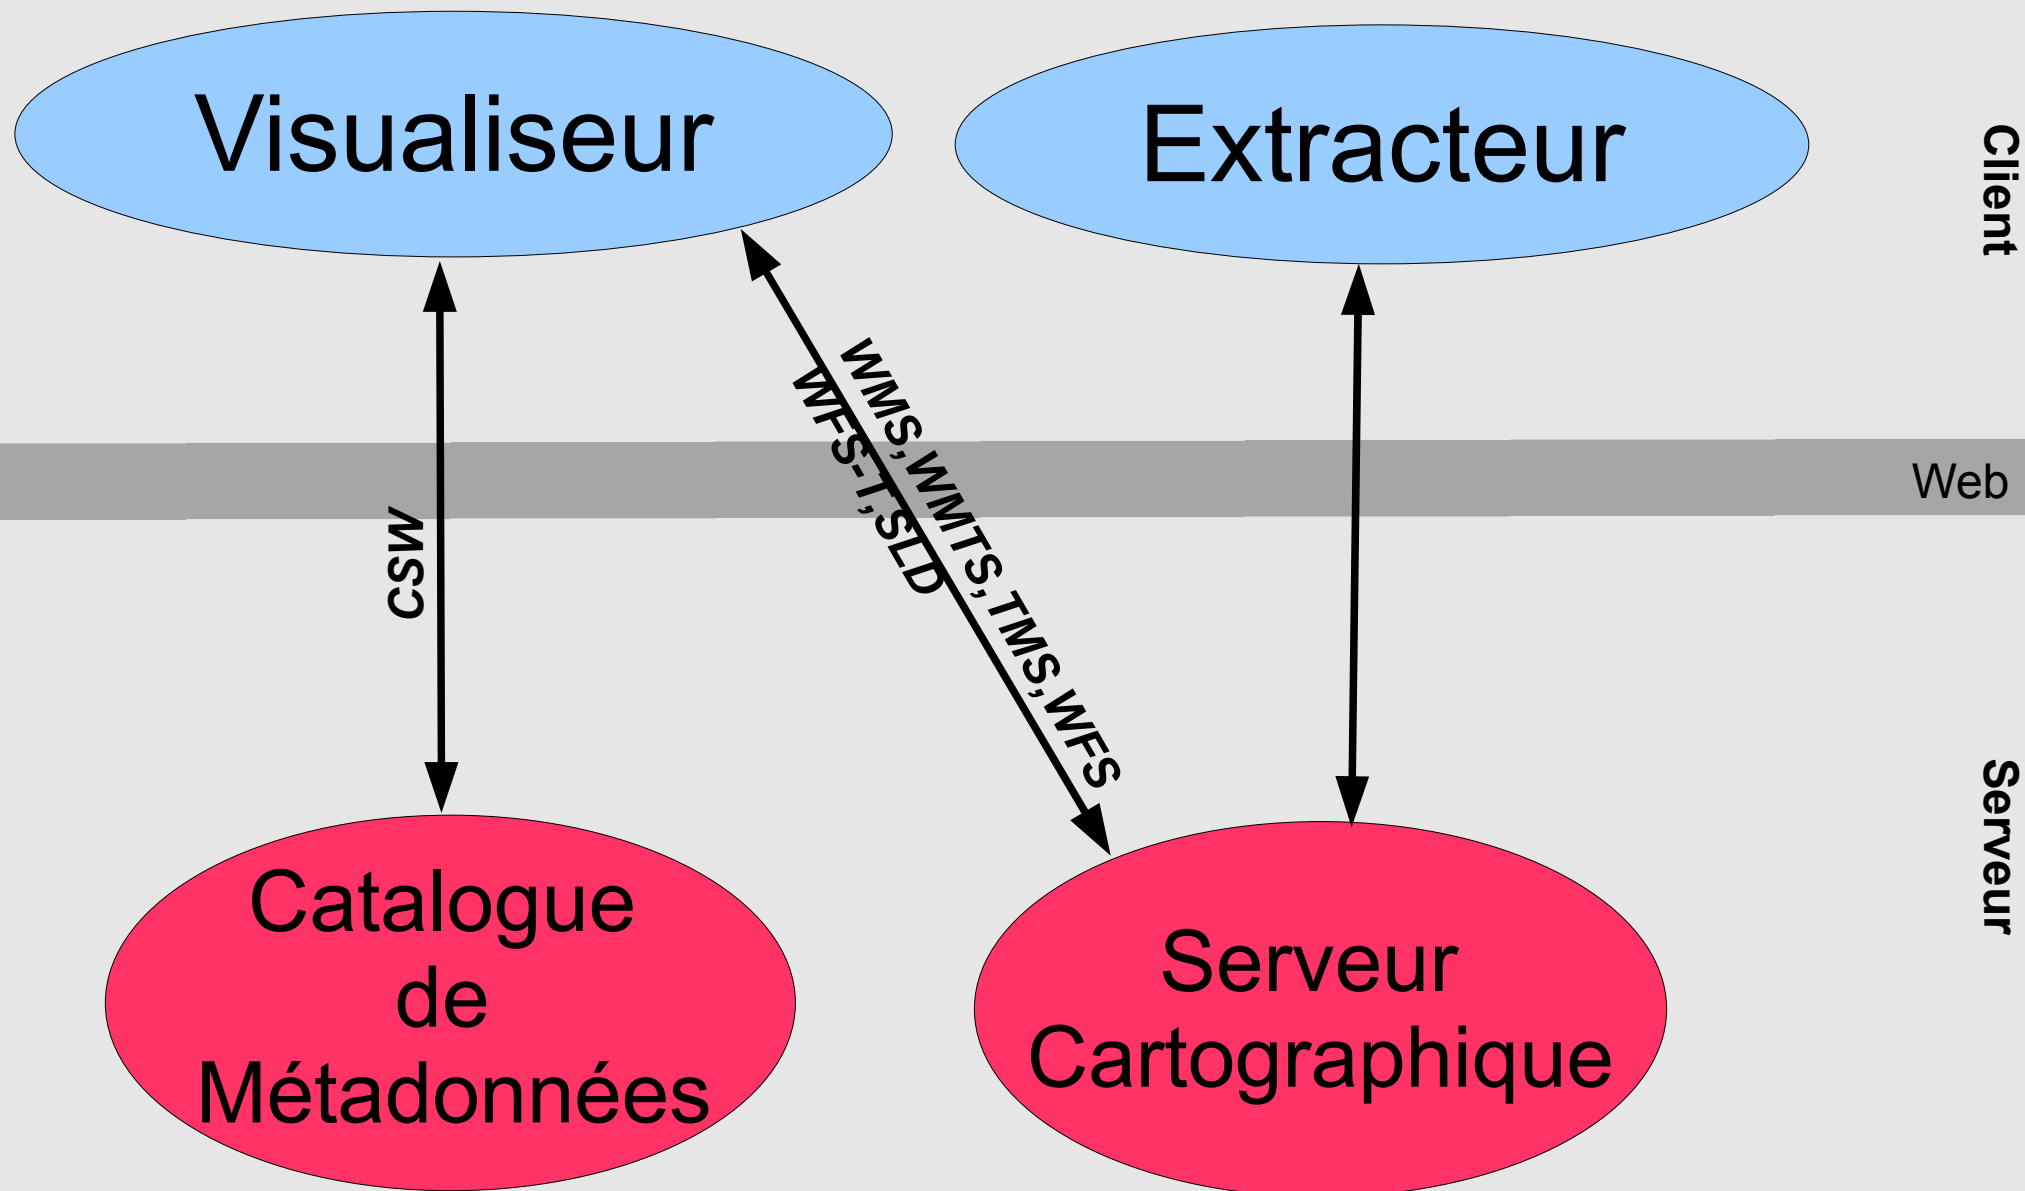 Visualiseur
Extracteur
Client
WMS,WMTS,TMS,WFS
WFS-T,SLD
Web
CSW
Serveur
Catalogue
de
Métadonnées
Serveur
Cartographique